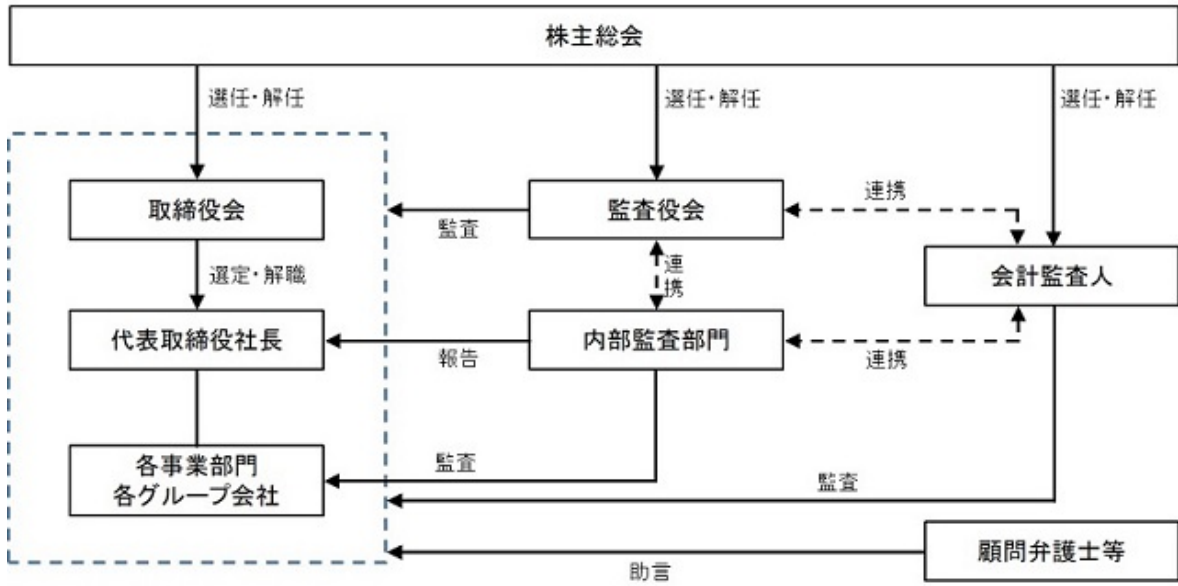 株主総会
選任・解任
選任・解任
選任・解任
取締役会
監査役会
連携
監査
選定・解職
連
携
会計監査人
代表取締役社長
内部監査部門
報告
連携
各事業部門
各グループ会社
監査
監査
顧問弁護士等
助言